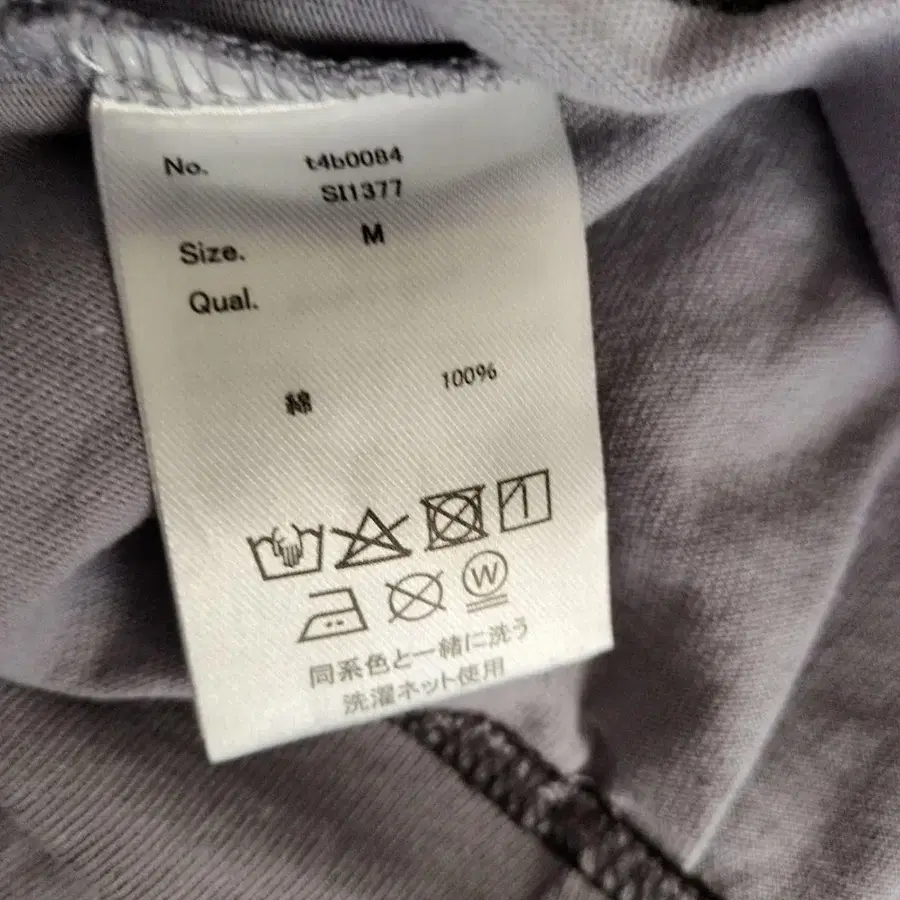 No. t4b0084
SI1377
Size. M
Qual.
綿 100%
W
同系色と一緒に洗う
洗濯ネット使用